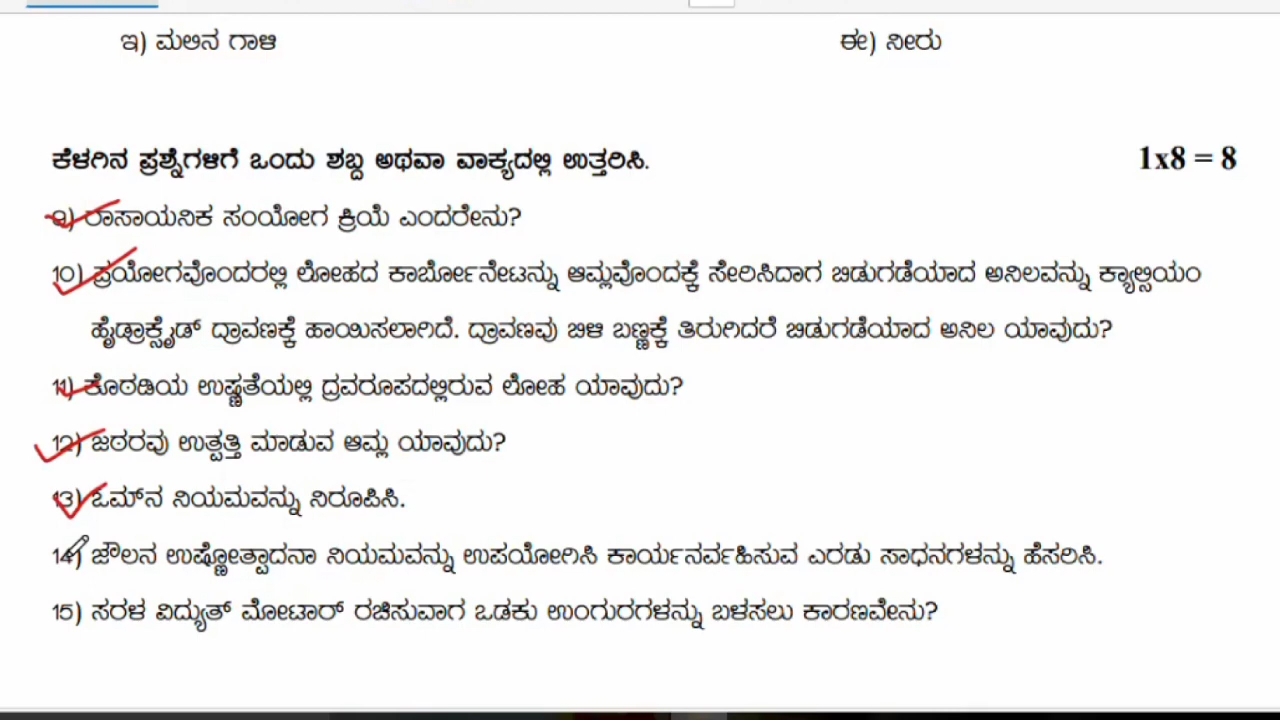 ಇ) ಮಲಿನ ಗಾಳಿ ಈ) ನೀರು
ಕೆಳಗಿನ ಪ್ರಶ್ನೆಗಳಿಗೆ ಒಂದು ಶಬ್ದ ಅಥವಾ ವಾಕ್ಯದಲ್ಲಿ ಉತ್ತರಿಸಿ. 1x8 = 8
೨) ರಾಸಾಯನಿಕ ಸಂಯೋಗ ಕ್ರಿಯೆ ಎಂದರೇನು?
10) ಪ್ರಯೋಗವೊಂದರಲ್ಲಿ ಲೋಹದ ಕಾರ್ಬೋನೇಟನ್ನು ಆಮ್ಲವೊಂದಕ್ಕೆ ಸೇರಿಸಿದಾಗ ಬಿಡುಗಡೆಯಾದ ಅನಿಲವನ್ನು ಕ್ಯಾಲ್ಸಿಯಂ
ಹೈಡ್ರಾಕ್ಸೈಡ್ ದ್ರಾವಣಕ್ಕೆ ಹಾಯಿಸಲಾಗಿದೆ. ದ್ರಾವಣವು ಬಿಳಿ ಬಣ್ಣಕ್ಕೆ ತಿರುಗಿದರೆ ಬಿಡುಗಡೆಯಾದ ಅನಿಲ ಯಾವುದು?
11) ಕೊಠಡಿಯ ಉಷ್ಣತೆಯಲ್ಲಿ ದ್ರವರೂಪದಲ್ಲಿರುವ ಲೋಹ ಯಾವುದು?
12) ಜಠರವು ಉತ್ಪತ್ತಿ ಮಾಡುವ ಆಮ್ಲ ಯಾವುದು?
13) ಓಮ್‌ನ ನಿಯಮವನ್ನು ನಿರೂಪಿಸಿ.
14) ಜೌಲನ ಉಷ್ಣೋತ್ಪಾದನಾ ನಿಯಮವನ್ನು ಉಪಯೋಗಿಸಿ ಕಾರ್ಯನರ್ವಹಿಸುವ ಎರಡು ಸಾಧನಗಳನ್ನು ಹೆಸರಿಸಿ.
15) ಸರಳ ವಿದ್ಯುತ್ ಮೋಟಾರ್ ರಚಿಸುವಾಗ ಒಡಕು ಉಂಗುರಗಳನ್ನು ಬಳಸಲು ಕಾರಣವೇನು?